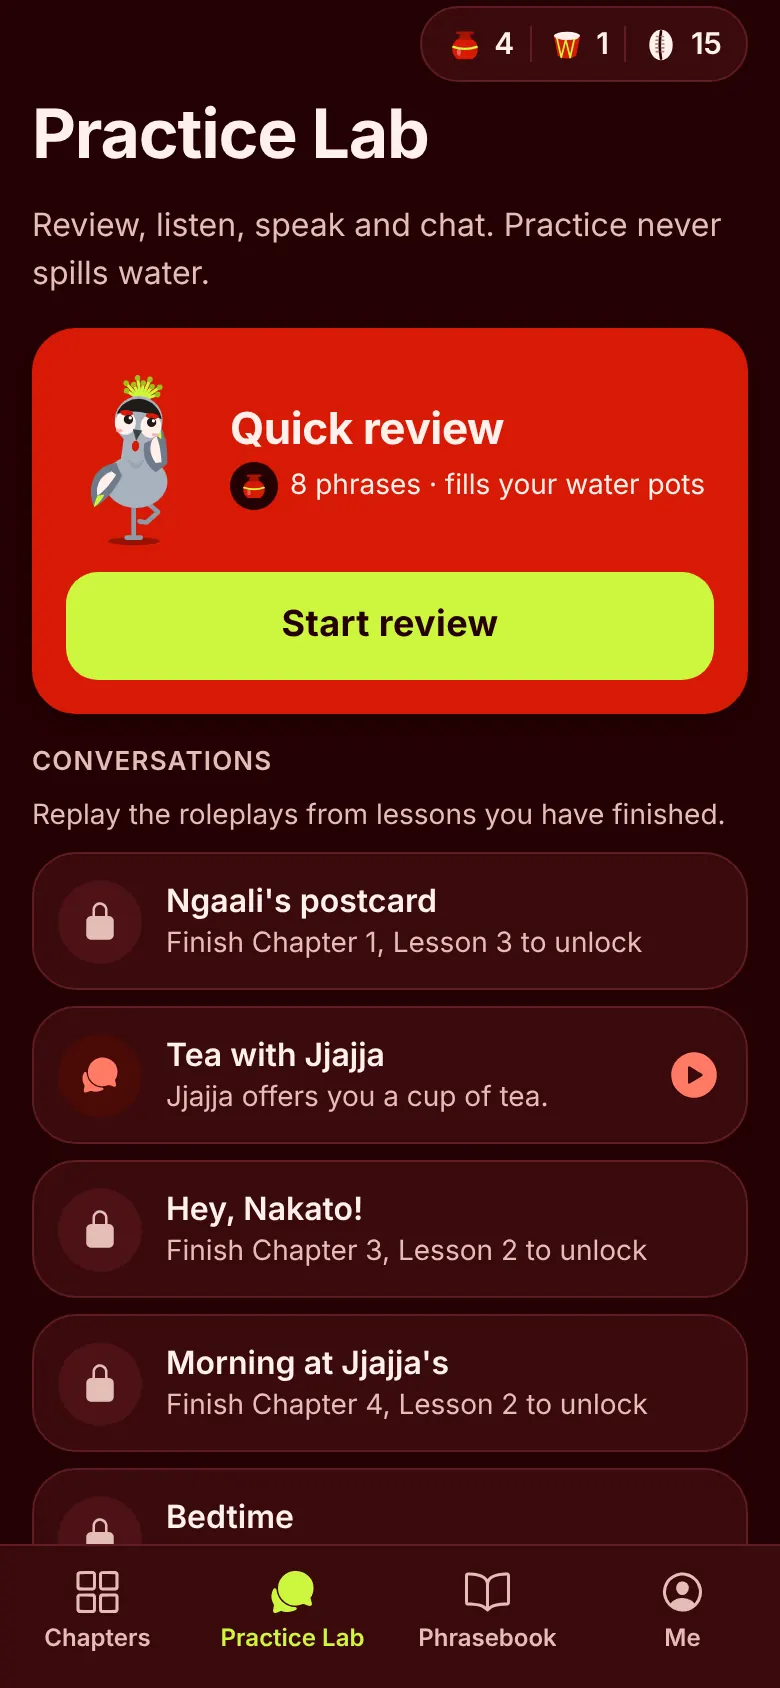 4 1 15
Practice Lab
Review, listen, speak and chat. Practice never
spills water.
Quick review
8 phrases · fills your water pots
Start review
CONVERSATIONS
Replay the roleplays from lessons you have finished.
Ngaali's postcard
Finish Chapter 1, Lesson 3 to unlock
Tea with Jjajja
Jjajja offers you a cup of tea.
Hey, Nakato!
Finish Chapter 3, Lesson 2 to unlock
Morning at Jjajja's
Finish Chapter 4, Lesson 2 to unlock
Bedtime
Chapters Practice Lab Phrasebook Me